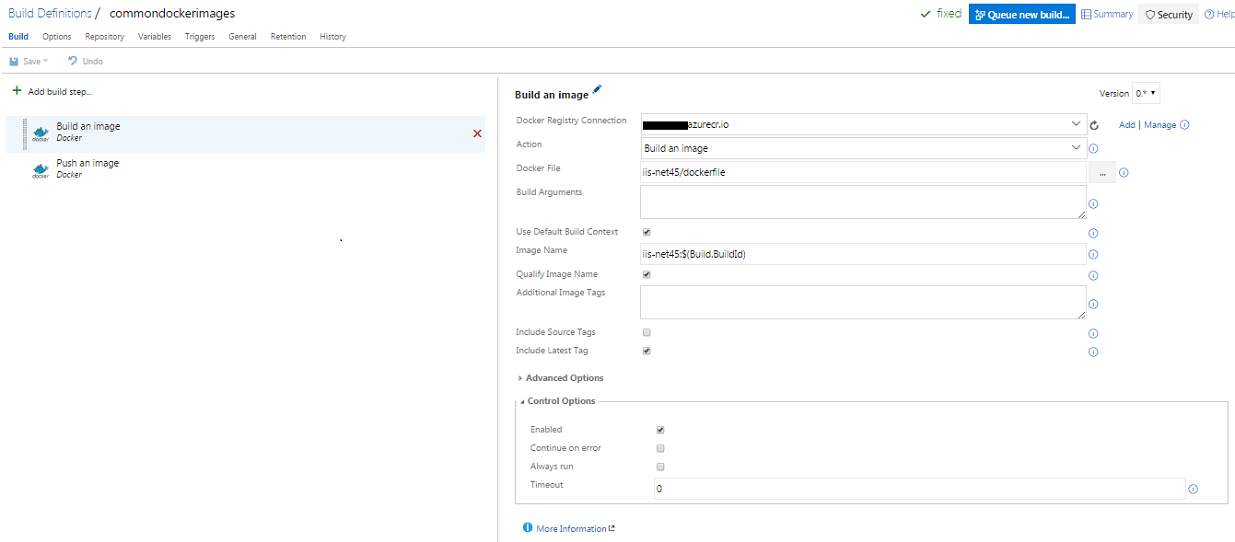 Build Definitions / commondockerimages
fixed Queue new build... Summary Security Help
Build Options Repository Variables Triggers General Retention History
Save Undo
Add build step...
Build an image
Docker
Push an image
Docker
Build an image Version 0.*
Docker Registry Connection azurecr.io Add | Manage
Action Build an image
Docker File iis-net45/dockerfile ...
Build Arguments
Use Default Build Context
Image Name iis-net45:$(Build.BuildId)
Qualify Image Name
Additional Image Tags
Include Source Tags
Include Latest Tag
Advanced Options
Control Options
Enabled
Continue on error
Always run
Timeout 0
More Information